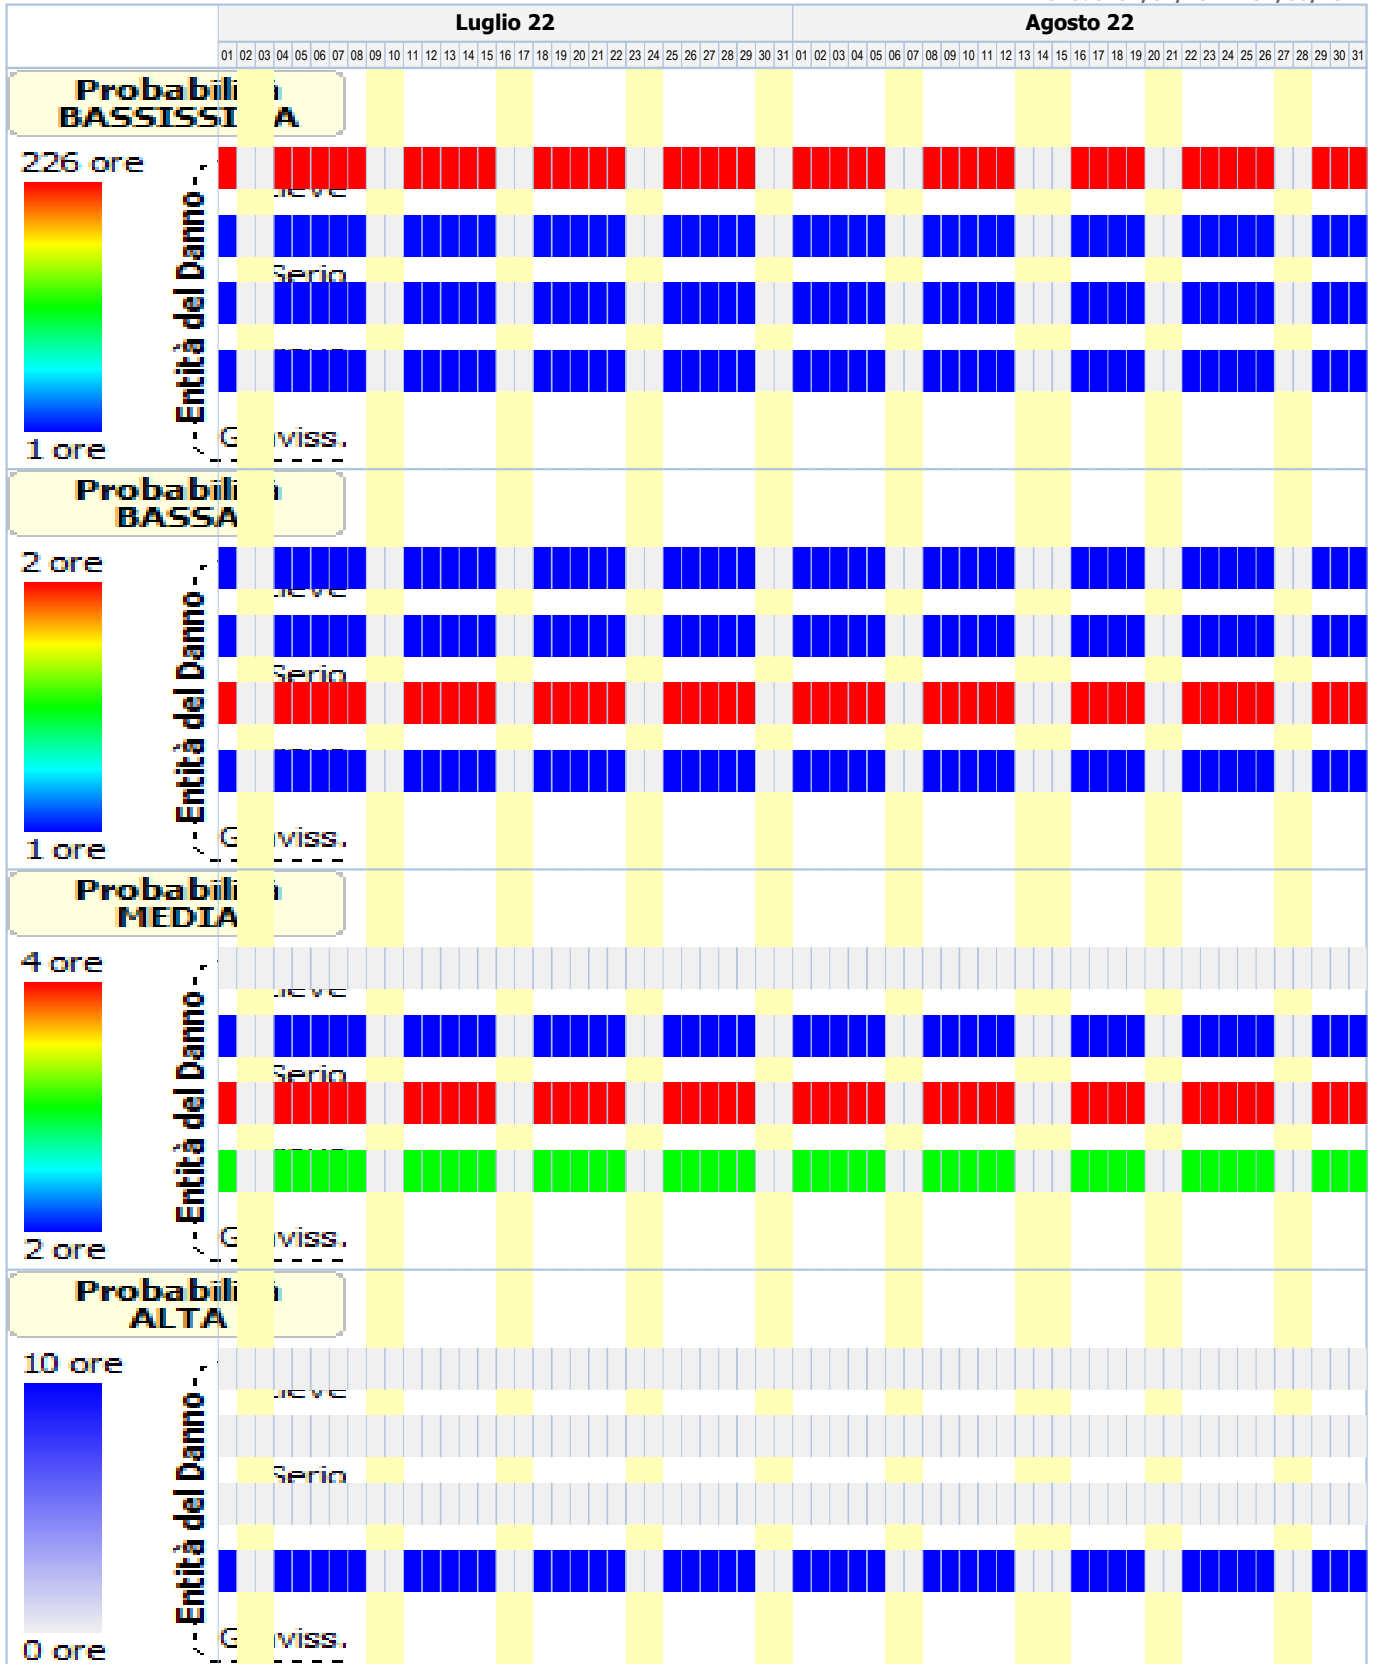 Luglio 22 Agosto 22
01 02 03 04 05 06 07 08 09 10 11 12 13 14 15 16 17 18 19 20 21 22 23 24 25 26 27 28 29 30 31 01 02 03 04 05 06 07 08 09 10 11 12 13 14 15 16 17 18 19 20 21 22 23 24 25 26 27 28 29 30 31
226 ore
Entità del Danno
Serio
1 ore
BASSA
2 ore
Entità del Danno
Serio
1 ore
MEDIA
4 ore
Entità del Danno
Serio
2 ore
ALTA
10 ore
Entità del Danno
Serio
0 ore